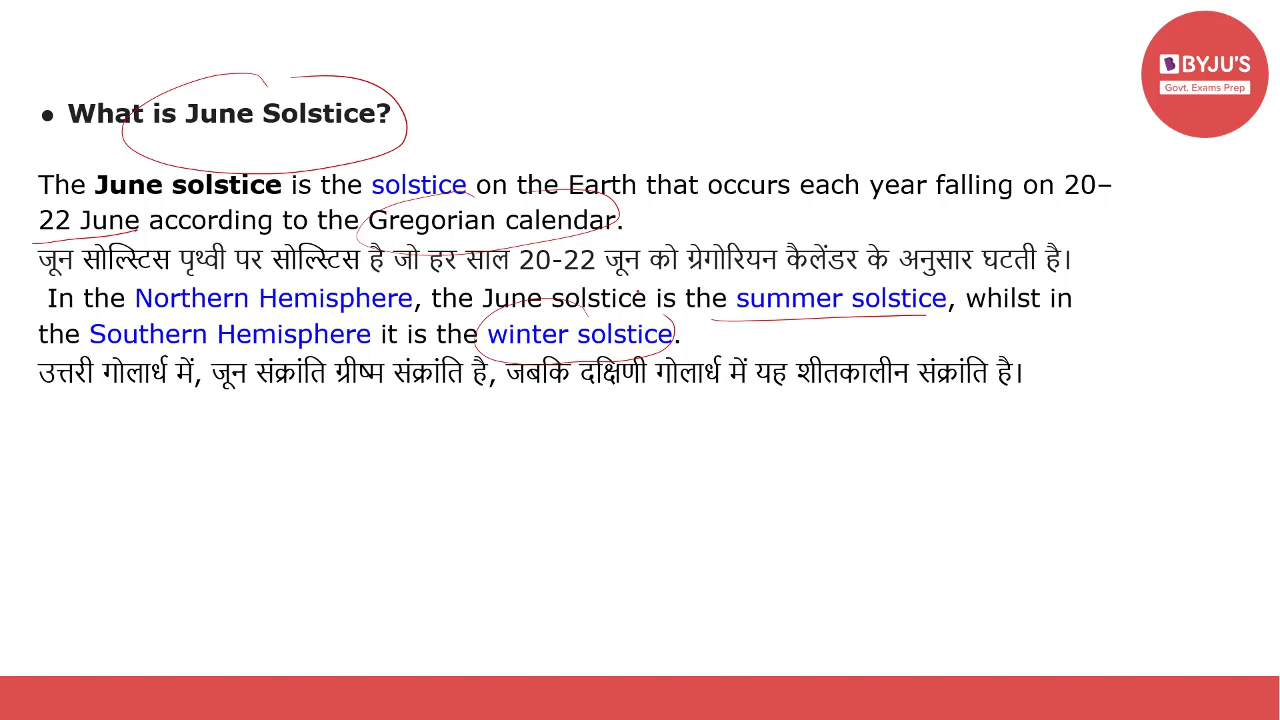 BYJU'S
Govt. Exams Prep
● What is June Solstice?
The June solstice is the solstice on the Earth that occurs each year falling on 20–
22 June according to the Gregorian calendar.
जून सोल्स्टिस पृथ्वी पर सोल्स्टिस है जो हर साल 20-22 जून को ग्रेगोरियन कैलेंडर के अनुसार घटती है।
In the Northern Hemisphere, the June solstice is the summer solstice, whilst in
the Southern Hemisphere it is the winter solstice.
उत्तरी गोलार्ध में, जून संक्रांति ग्रीष्म संक्रांति है, जबकि दक्षिणी गोलार्ध में यह शीतकालीन संक्रांति है।